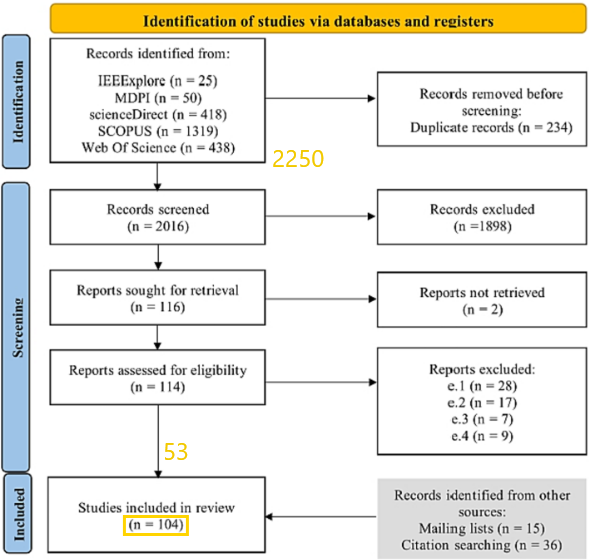 Identification of studies via databases and registers
Identification
Records identified from:
IEEExplore (n = 25)
MDPI (n = 50)
scienceDirect (n = 418)
SCOPUS (n = 1319)
Web Of Science (n = 438)
Records removed before
screening:
Duplicate records (n = 234)
2250
Screening
Records screened
(n = 2016)
Records excluded
(n =1898)
Reports sought for retrieval
(n = 116)
Reports not retrieved
(n = 2)
Reports assessed for eligibility
(n = 114)
Reports excluded:
e.1 (n = 28)
e.2 (n = 17)
e.3 (n = 7)
e.4 (n = 9)
53
Included
Studies included in review
(n = 104)
Records identified from other
sources:
Mailing lists (n = 15)
Citation searching (n = 36)